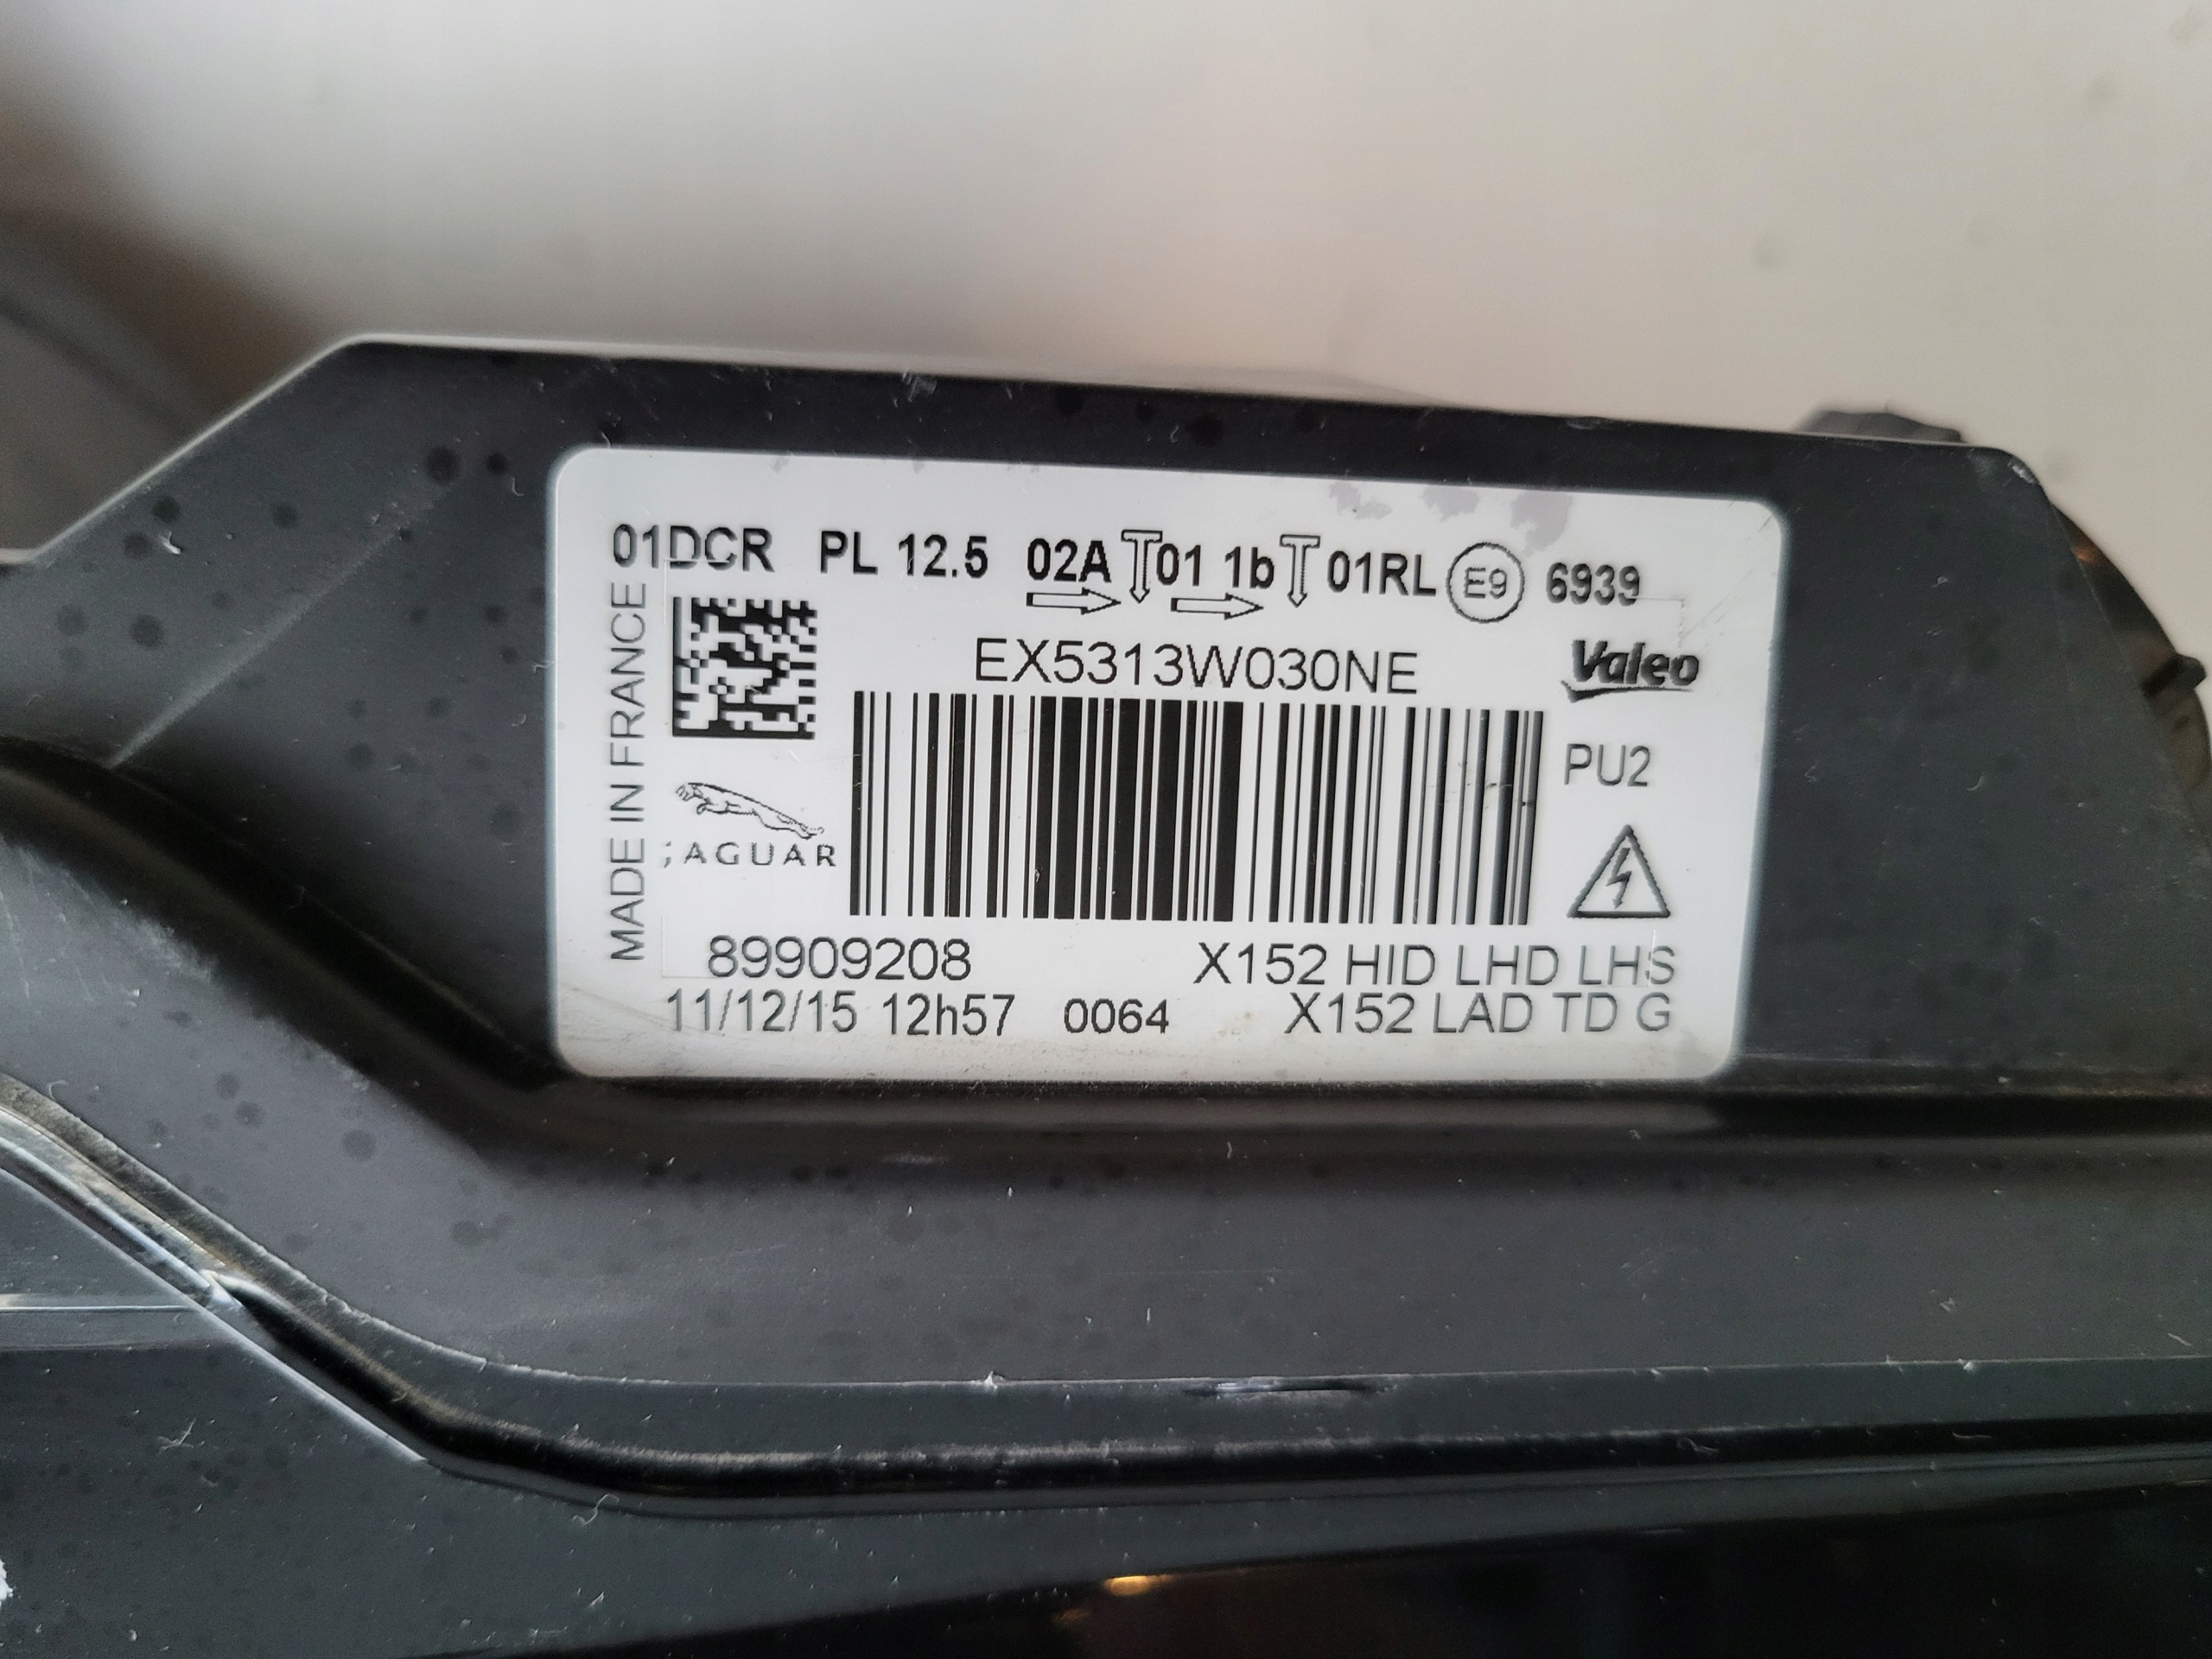 01DCR PL 12.5 02A 01 1b 01RL E9 6939
MADE IN FRANCE
EX5313W030NE
Valeo
PU2
JAGUAR
89909208 X152 HID LHD LHS
11/12/15 12h57 0064 X152 LAD TD G